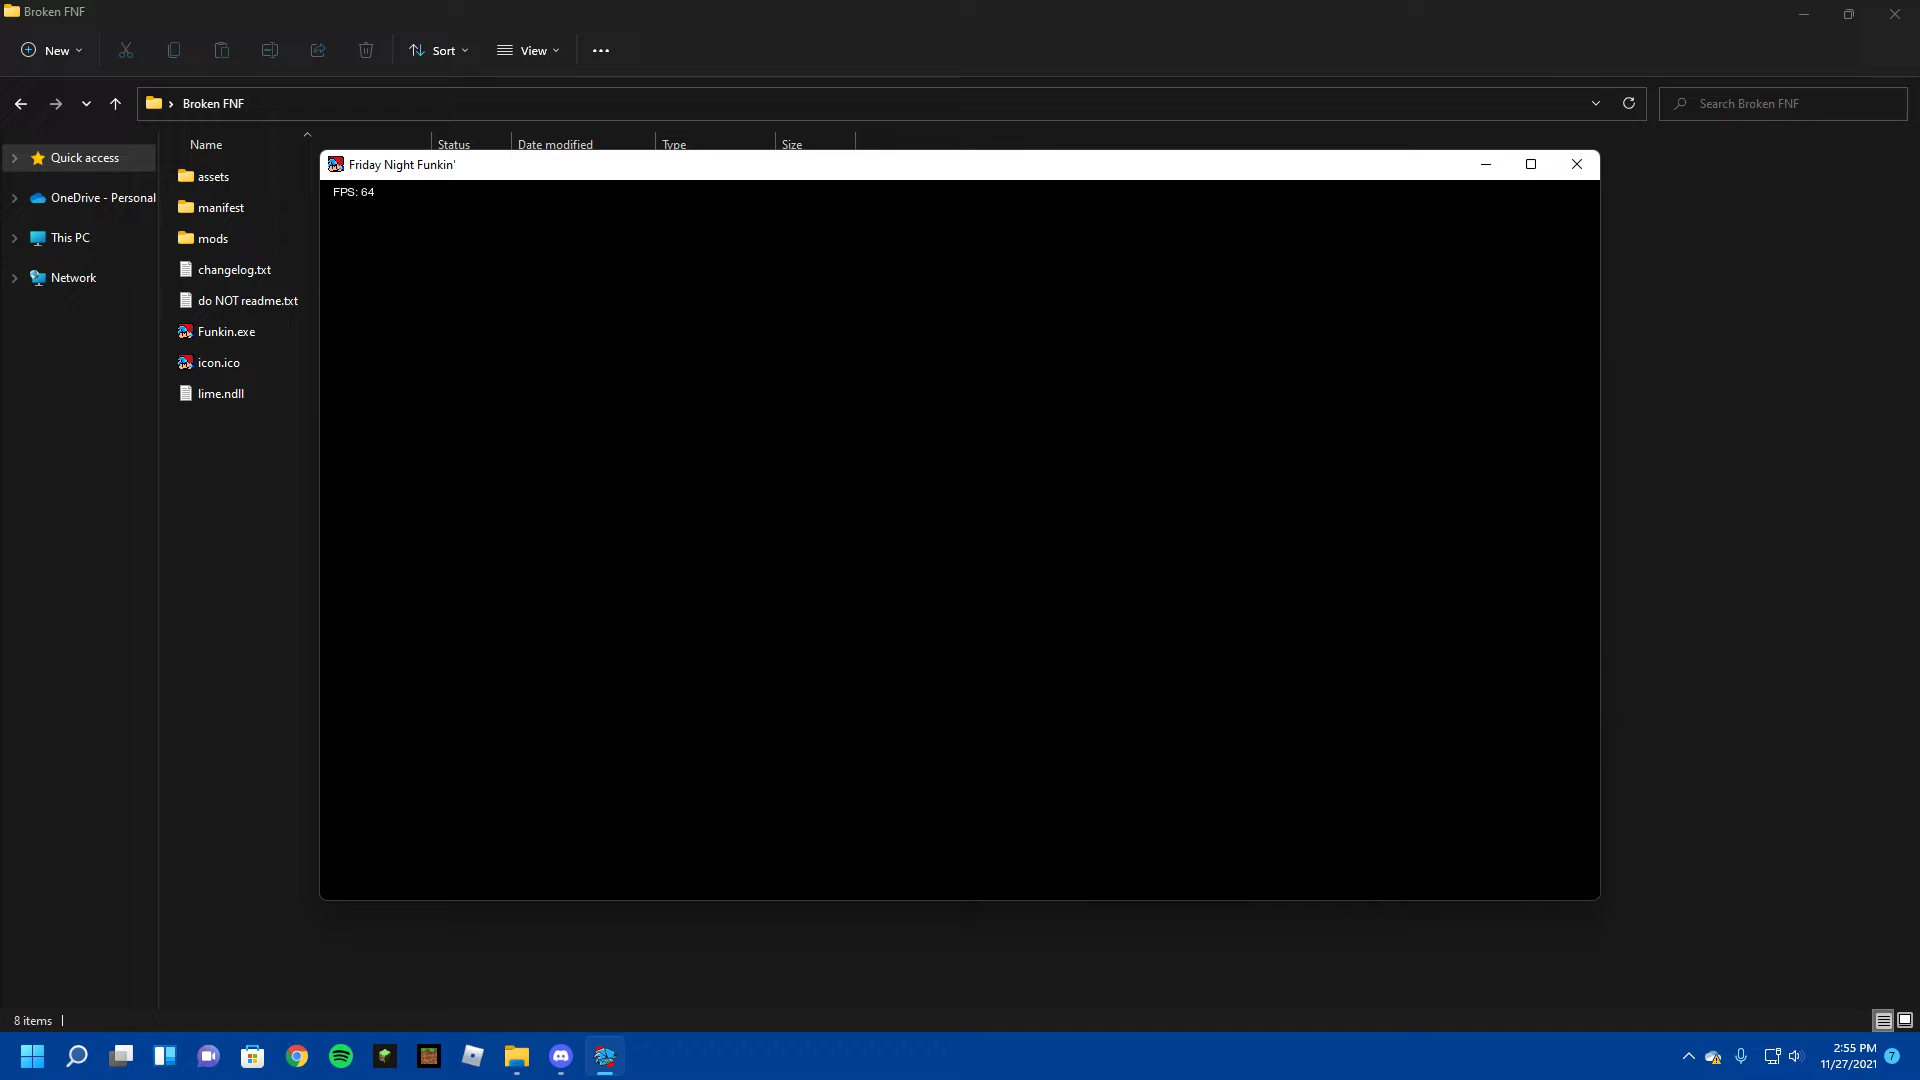 Broken FNF
New
Sort
View
Broken FNF
Search Broken FNF
Name
Status
Date modified
Type
Size
Quick access
OneDrive - Personal
This PC
Network
assets
manifest
mods
changelog.txt
do NOT readme.txt
Funkin.exe
icon.ico
lime.ndll
Friday Night Funkin'
FPS: 64
8 items
2:55 PM
11/27/2021
7